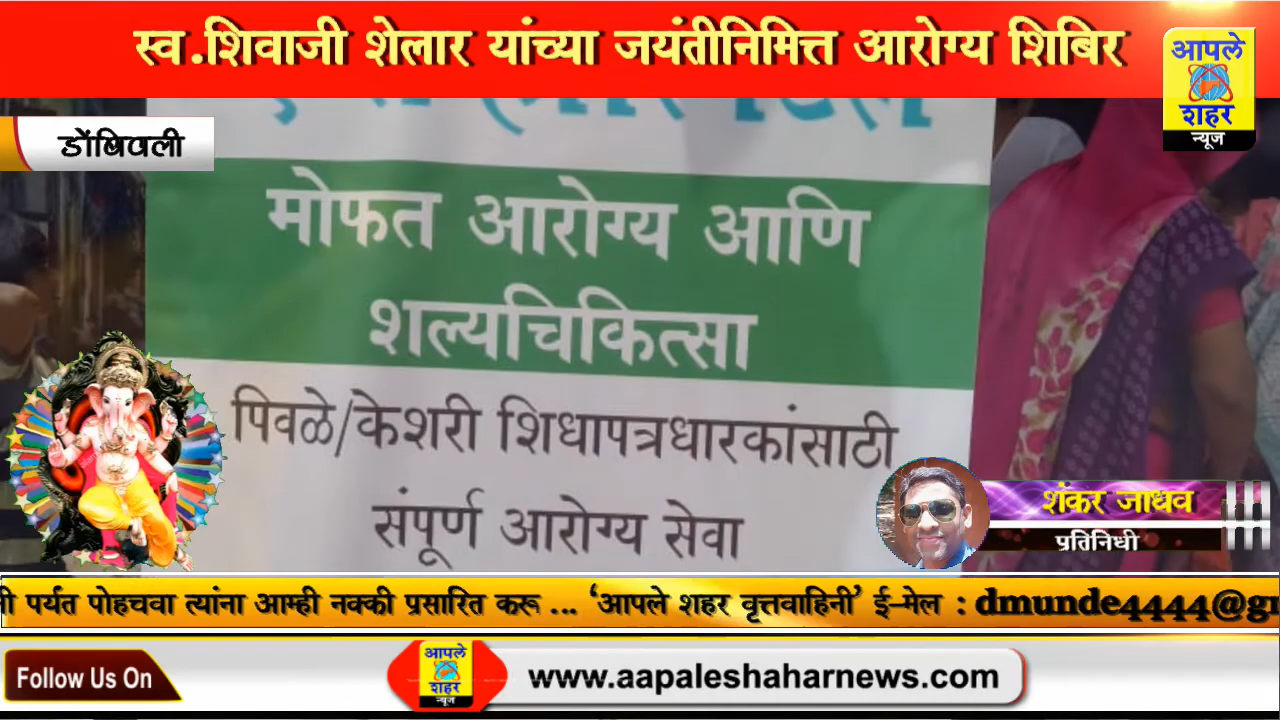 स्व.शिवाजी शेलार यांच्या जयंतीनिमित्त आरोग्य शिबिर
आपले
शहर
न्यूज
डोंबिवली
मोफत आरोग्य आणि
शल्यचिकित्सा
पिवळे/केशरी शिधापत्रधारकांसाठी
संपूर्ण आरोग्य सेवा
शंकर जाधव
प्रतिनिधी
पर्यंत पोहचवा त्यांना आम्ही नक्की प्रसारित करू ... ‘आपले शहर वृत्तवाहिनी’ ई-मेल : dmunde4444@g
Follow Us On
आपले
शहर
न्यूज
www.aapaleshaharnews.com